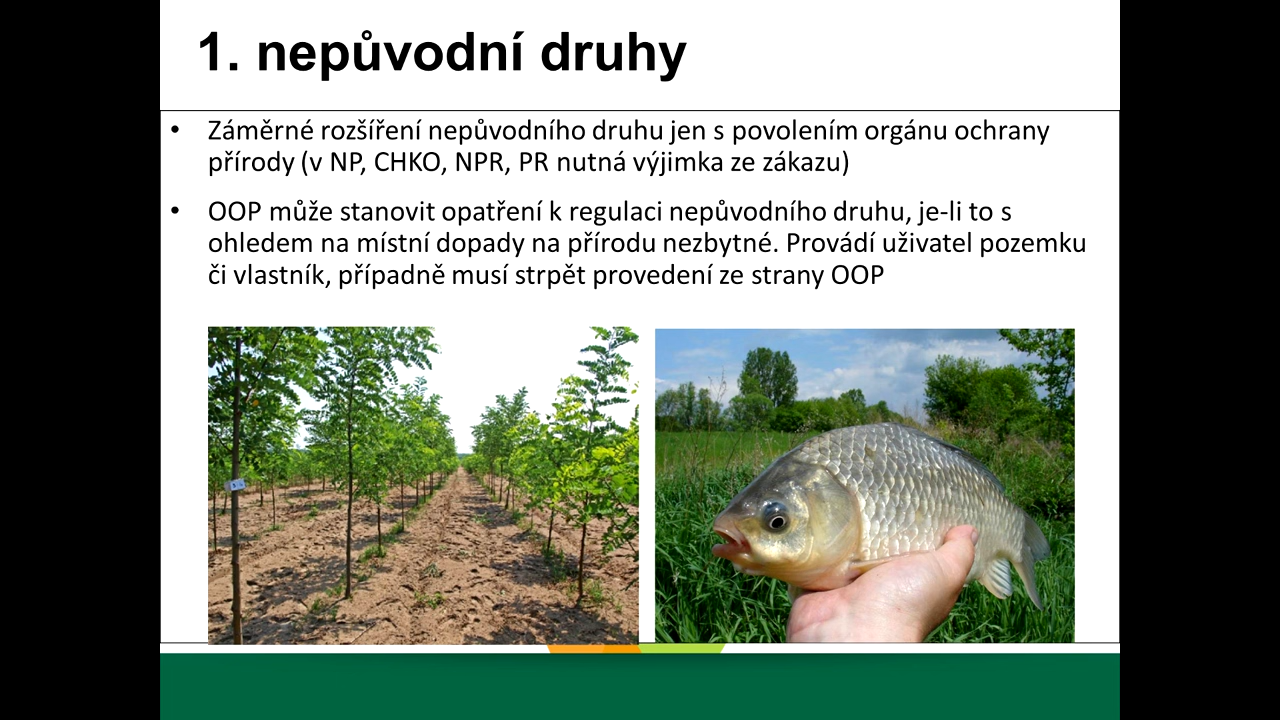 1. nepůvodní druhy
• Záměrné rozšíření nepůvodního druhu jen s povolením orgánu ochrany
přírody (v NP, CHKO, NPR, PR nutná výjimka ze zákazu)
• OOP může stanovit opatření k regulaci nepůvodního druhu, je-li to s
ohledem na místní dopady na přírodu nezbytné. Provádí uživatel pozemku
či vlastník, případně musí strpět provedení ze strany OOP